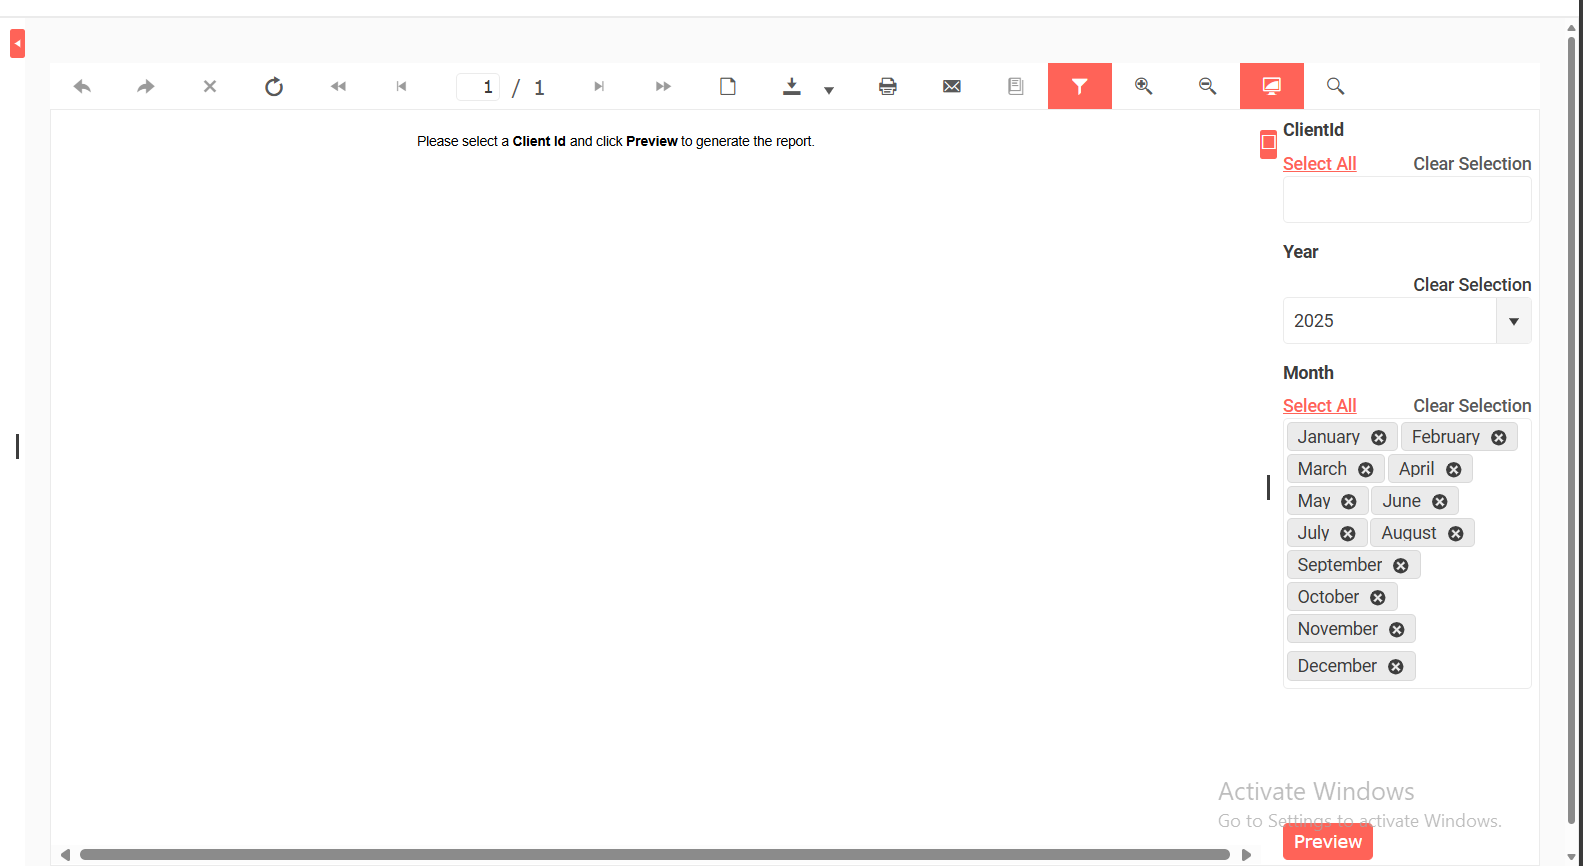 1 / 1
Please select a Client Id and click Preview to generate the report.
ClientId
Select All Clear Selection
Year
Clear Selection
2025
Month
Select All Clear Selection
January February
March April
May June
July August
September
October
November
December
Activate Windows
Go to Settings to activate Windows.
Preview